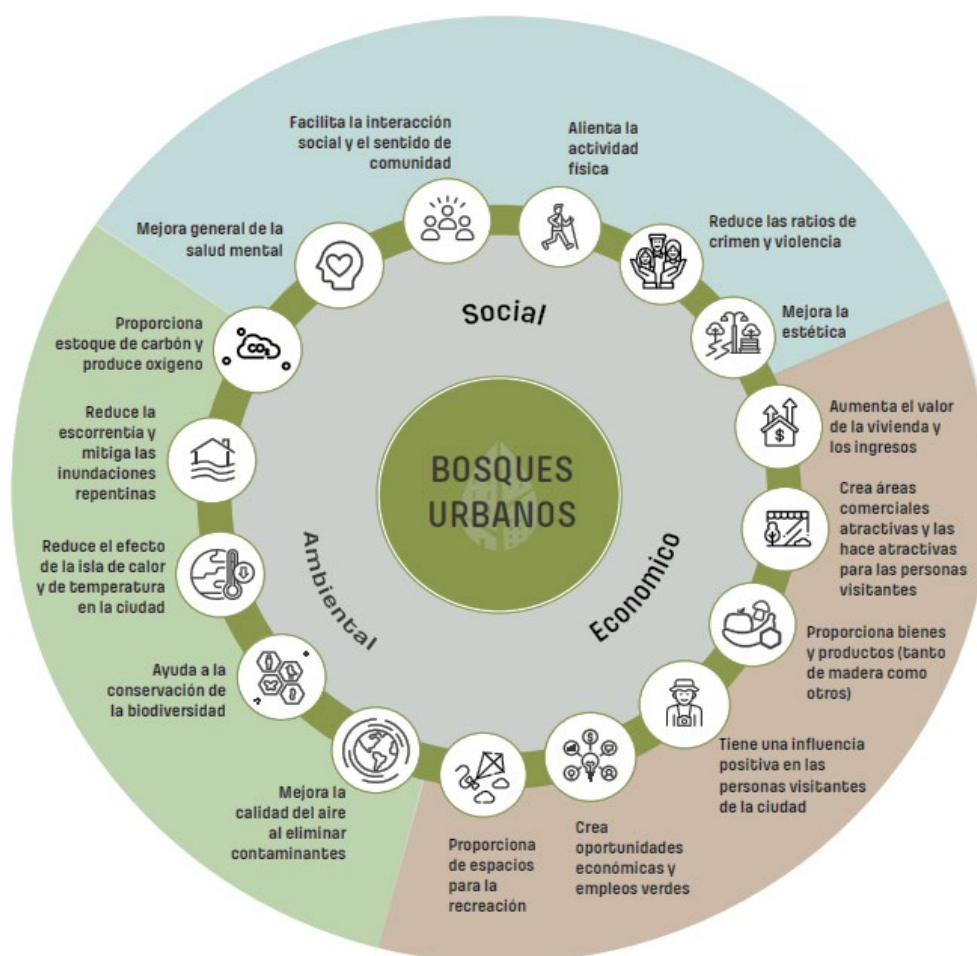 Facilita la interacción
social y el sentido de
comunidad
Alienta la
actividad
física
Mejora general de la
salud mental
Reduce las ratios de
crimen y violencia
Social
Mejora la
estética
Proporciona
estoque de carbón y
produce oxígeno
CO₂
Aumenta el valor
de la vivienda y
los ingresos
$
Reduce la
escorrentía y
mitiga las
inundaciones
repentinas
BOSQUES
URBANOS
Crea áreas
comerciales
atractivas y las
hace atractivas
para las personas
visitantes
Reduce el efecto
de la isla de calor
y de temperatura
en la ciudad
Ambiental
Economico
Proporciona bienes
y productos (tanto
de madera como
otros)
Ayuda a la
conservación de
la biodiversidad
Tiene una influencia
positiva en las
personas visitantes
de la ciudad
$
Mejora la
calidad del aire
al eliminar
contaminantes
Proporciona
de espacios
para la
recreación
Crea
oportunidades
económicas y
empleos verdes